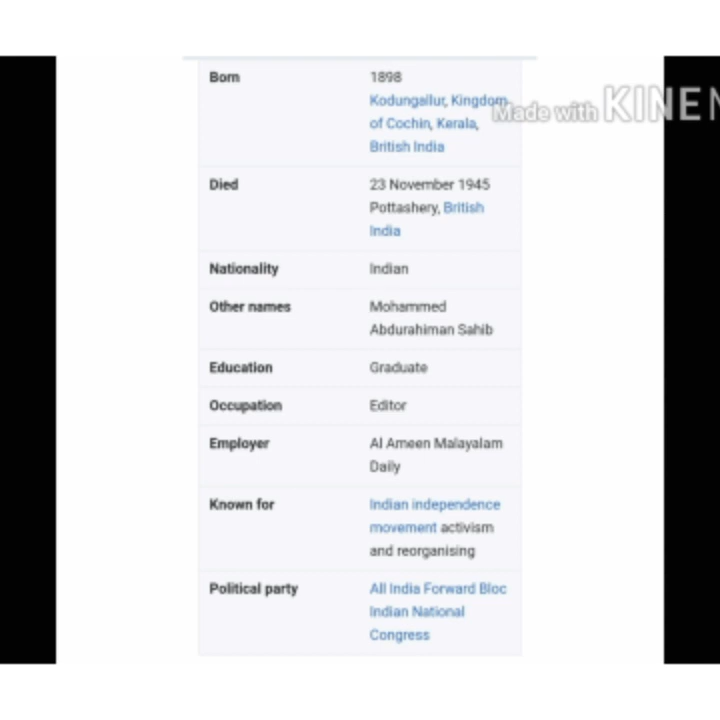 Born 1898
Kodungallur, Kingdom
of Cochin, Kerala,
British India
Made with KINEM
Died 23 November 1945
Pottashery, British
India
Nationality Indian
Other names Mohammed
Abdurahiman Sahib
Education Graduate
Occupation Editor
Employer Al Ameen Malayalam
Daily
Known for Indian independence
movement activism
and reorganising
Political party All India Forward Bloc
Indian National
Congress